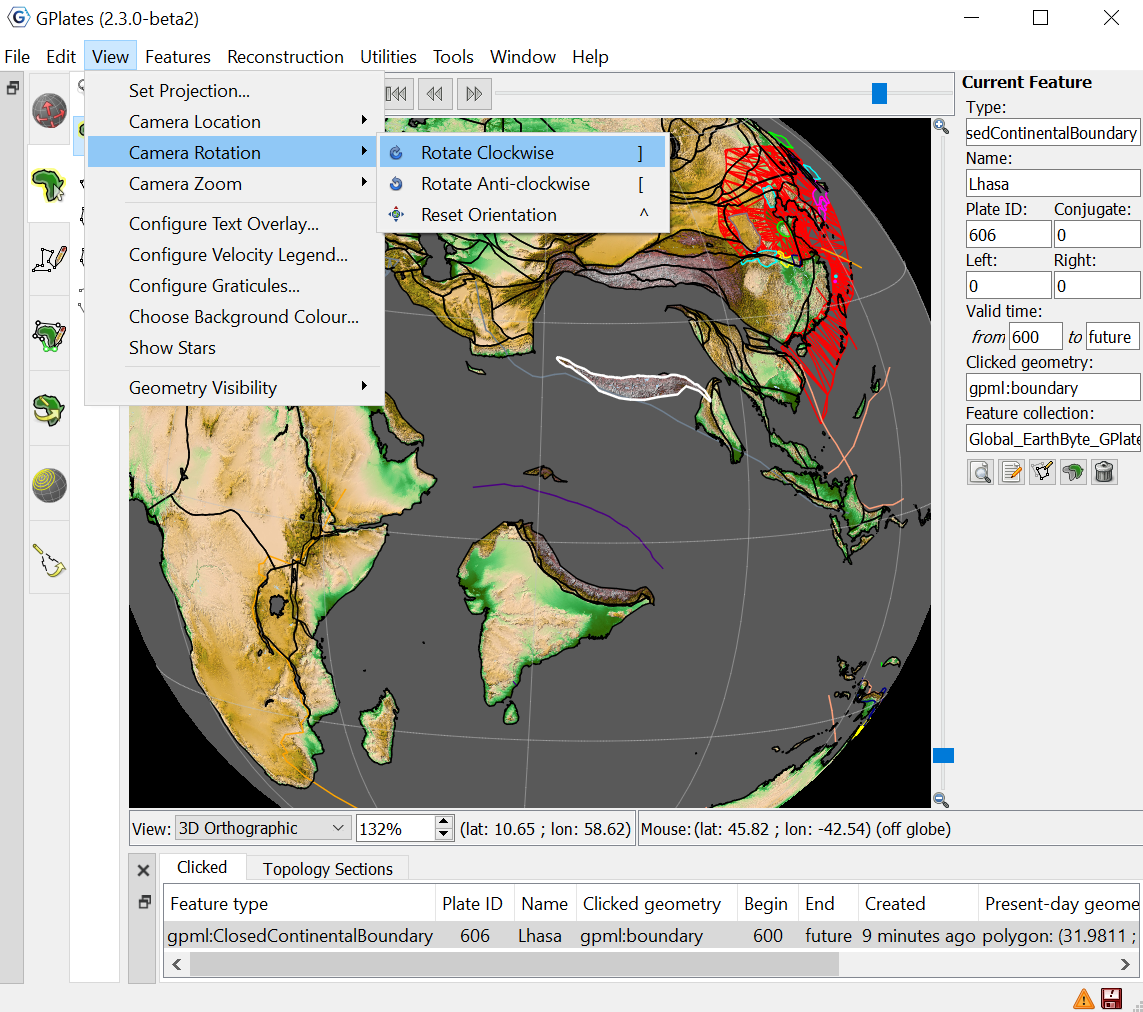 GPlates (2.3.0-beta2)
File Edit View Features Reconstruction Utilities Tools Window Help
Set Projection...
Camera Location
Camera Rotation
Camera Zoom
Configure Text Overlay...
Configure Velocity Legend...
Configure Graticules...
Choose Background Colour...
Show Stars
Geometry Visibility
Rotate Clockwise ]
Rotate Anti-clockwise [
Reset Orientation ^
Current Feature
Type:
sedContinentalBoundary
Name:
Lhasa
Plate ID: Conjugate:
606 0
Left: Right:
0 0
Valid time:
from 600 to future
Clicked geometry:
gpml:boundary
Feature collection:
Global_EarthByte_GPlate
View: 3D Orthographic 132% (lat: 10.65 ; lon: 58.62) Mouse: (lat: 45.82 ; lon: -42.54) (off globe)
Clicked Topology Sections
Feature type Plate ID Name Clicked geometry Begin End Created Present-day geome
gpml:ClosedContinentalBoundary 606 Lhasa gpml:boundary 600 future 9 minutes ago polygon: (31.9811 ;